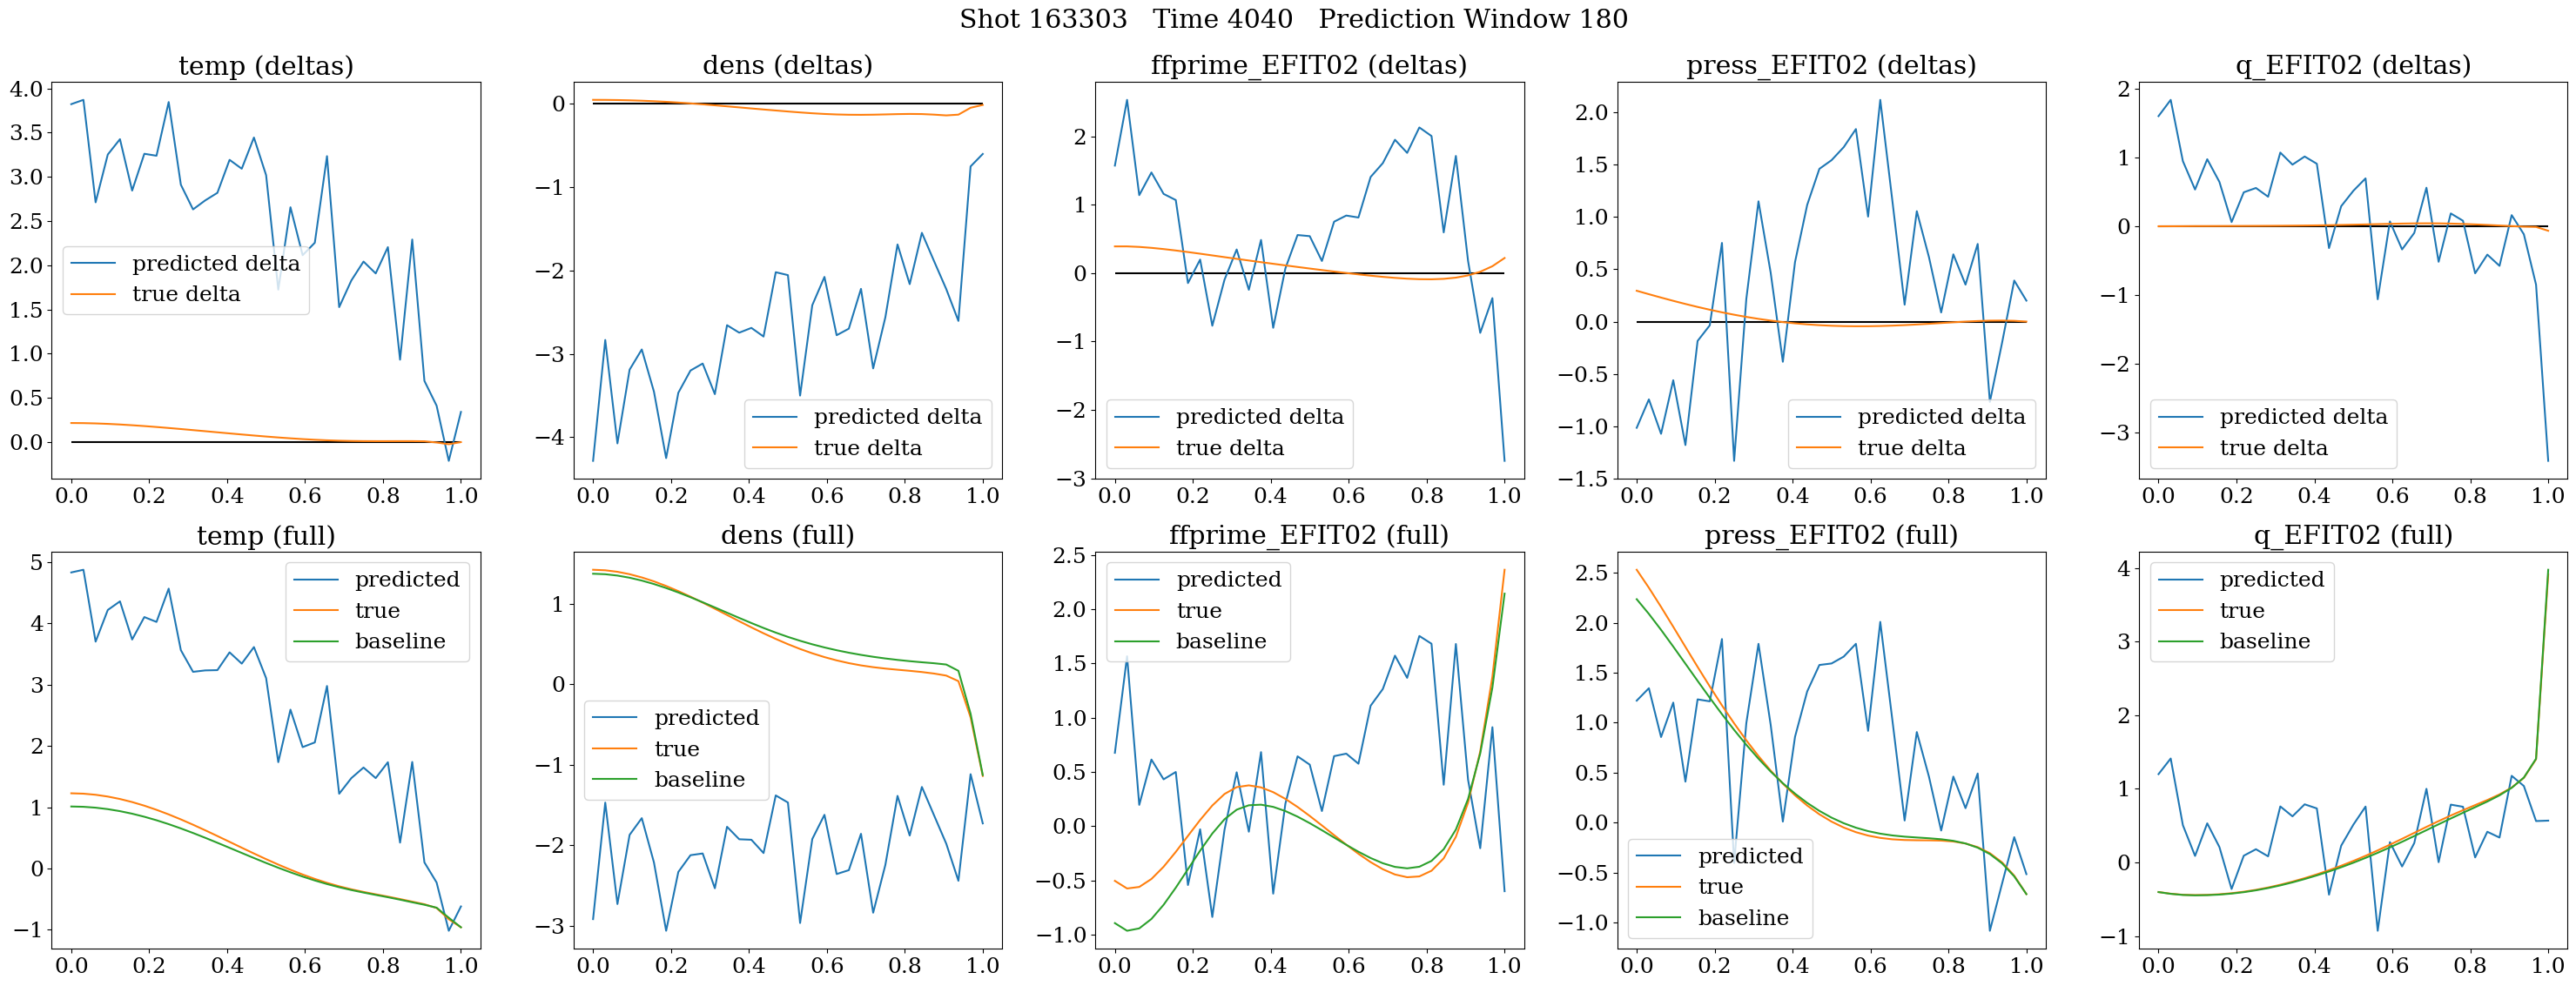 Shot 163303   Time 4040   Prediction Window 180
temp (deltas)
4.0
3.5
3.0
2.5
2.0
1.5
1.0
0.5
0.0
predicted delta
true delta
0.0 0.2 0.4 0.6 0.8 1.0
dens (deltas)
0
−1
−2
−3
−4
predicted delta
true delta
0.0 0.2 0.4 0.6 0.8 1.0
ffprime_EFIT02 (deltas)
2
1
0
−1
−2
−3
predicted delta
true delta
0.0 0.2 0.4 0.6 0.8 1.0
press_EFIT02 (deltas)
2.0
1.5
1.0
0.5
0.0
−0.5
−1.0
−1.5
predicted delta
true delta
0.0 0.2 0.4 0.6 0.8 1.0
q_EFIT02 (deltas)
2
1
0
−1
−2
−3
predicted delta
true delta
0.0 0.2 0.4 0.6 0.8 1.0
temp (full)
5
4
3
2
1
0
−1
predicted
true
baseline
0.0 0.2 0.4 0.6 0.8 1.0
dens (full)
1
0
−1
−2
−3
predicted
true
baseline
0.0 0.2 0.4 0.6 0.8 1.0
ffprime_EFIT02 (full)
2.5
2.0
1.5
1.0
0.5
0.0
−0.5
−1.0
predicted
true
baseline
0.0 0.2 0.4 0.6 0.8 1.0
press_EFIT02 (full)
2.5
2.0
1.5
1.0
0.5
0.0
−0.5
−1.0
predicted
true
baseline
0.0 0.2 0.4 0.6 0.8 1.0
q_EFIT02 (full)
4
3
2
1
0
−1
predicted
true
baseline
0.0 0.2 0.4 0.6 0.8 1.0